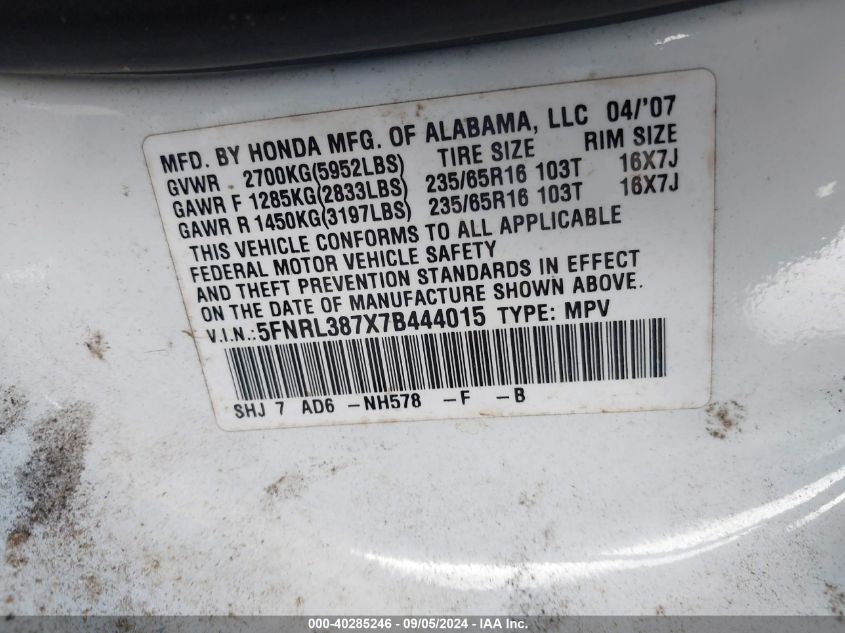 MFD. BY HONDA MFG. OF ALABAMA, LLC 04/'07
GVWR 2700KG(5952LBS) TIRE SIZE RIM SIZE
GAWR F 1285KG(2833LBS) 235/65R16 103T 16X7J
GAWR R 1450KG(3197LBS) 235/65R16 103T 16X7J
THIS VEHICLE CONFORMS TO ALL APPLICABLE
FEDERAL MOTOR VEHICLE SAFETY
AND THEFT PREVENTION STANDARDS IN EFFECT
ON THE DATE OF MANUFACTURE SHOWN ABOVE.
V.I.N.:5FNRL387X7B444015 TYPE: MPV
SHJ 7 AD6 -NH578 -F -B
000-40285246 - 09/05/2024 - IAA Inc.